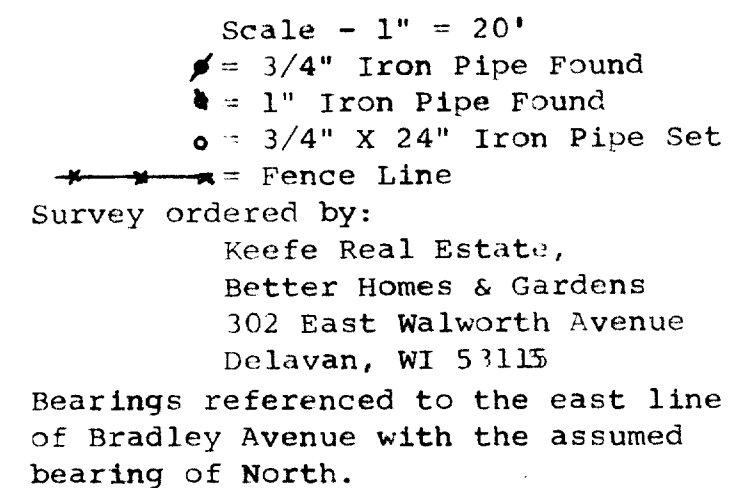 Scale - 1" = 20'
= 3/4" Iron Pipe Found
= 1" Iron Pipe Found
= 3/4" X 24" Iron Pipe Set
= Fence Line
Survey ordered by:
Keefe Real Estate,
Better Homes & Gardens
302 East Walworth Avenue
Delavan, WI 53115
Bearings referenced to the east line
of Bradley Avenue with the assumed
bearing of North.